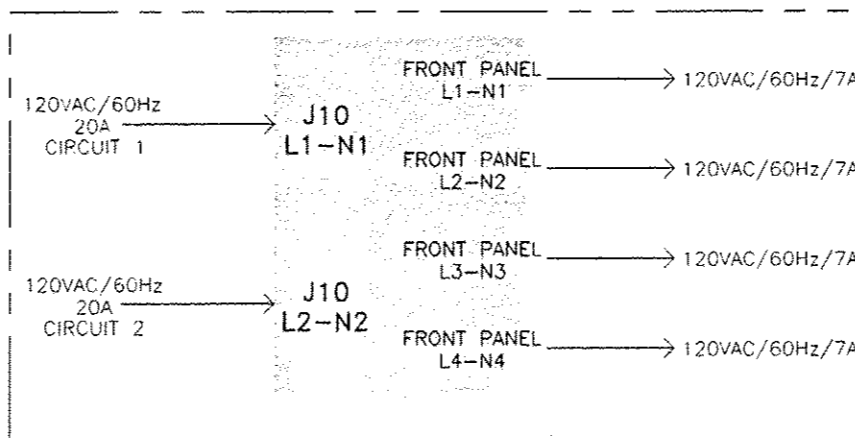 120VAC/60Hz
20A
CIRCUIT 1
J10
L1-N1
FRONT PANEL
L1-N1
120VAC/60Hz/7A
FRONT PANEL
L2-N2
120VAC/60Hz/7A
120VAC/60Hz
20A
CIRCUIT 2
J10
L2-N2
FRONT PANEL
L3-N3
120VAC/60Hz/7A
FRONT PANEL
L4-N4
120VAC/60Hz/7A